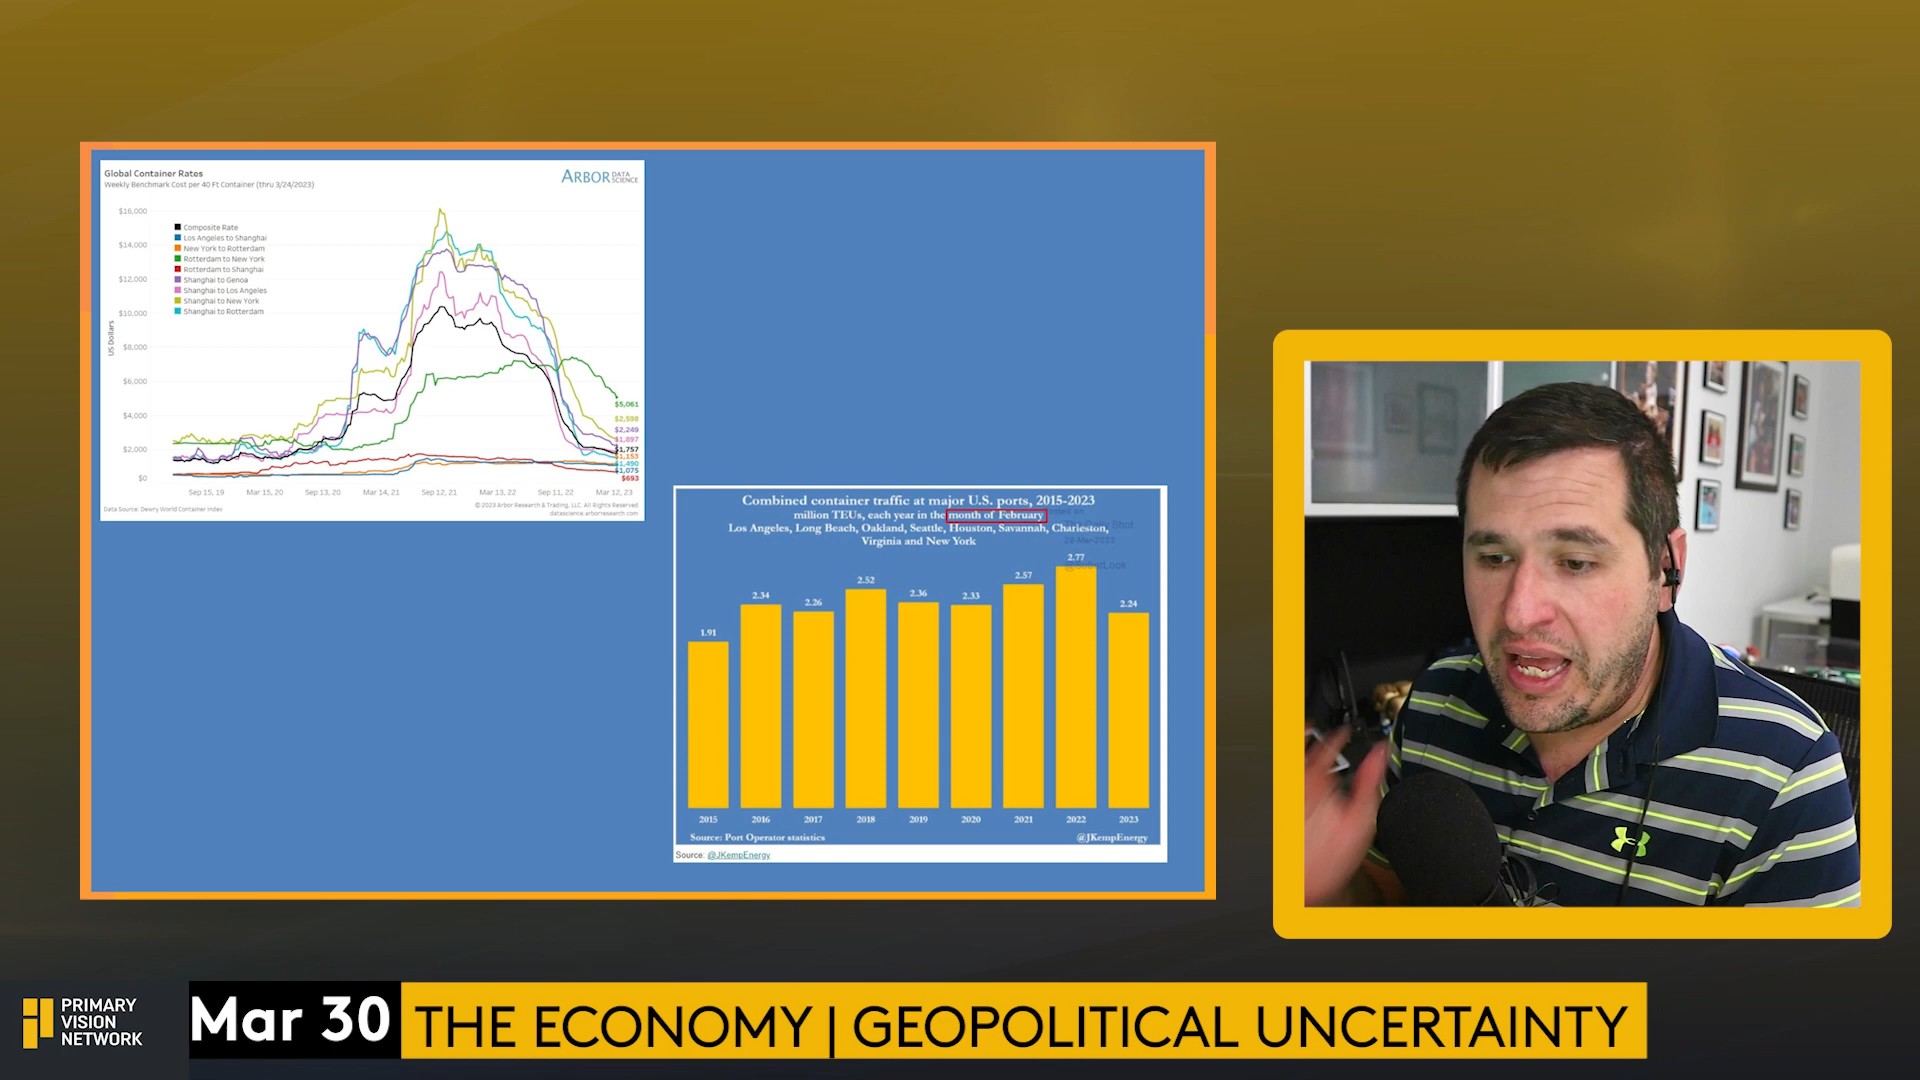 Global Container Rates
Weekly Benchmark Cost per 40 Ft Container (thru 3/24/2023)
ARBOR DATA SCIENCE
US Dollars
$16,000
$14,000
$12,000
$10,000
$8,000
$6,000
$4,000
$2,000
$0
Composite Rate
Los Angeles to Shanghai
New York to Rotterdam
Rotterdam to New York
Rotterdam to Shanghai
Shanghai to Genoa
Shanghai to Los Angeles
Shanghai to New York
Shanghai to Rotterdam
$5,061
$2,598
$2,249
$1,897
$1,757
$1,153
$1,490
$1,075
$693
Sep 15, 19 Mar 15, 20 Sep 13, 20 Mar 14, 21 Sep 12, 21 Mar 13, 22 Sep 11, 22 Mar 12, 23
Data Source: Dewry World Container Index
© 2023 Arbor Research & Trading, LLC. All Rights Reserved
datascience.arborresearch.com
Combined container traffic at major U.S. ports, 2015-2023
million TEUs, each year in the month of February
Los Angeles, Long Beach, Oakland, Seattle, Houston, Savannah, Charleston,
Virginia and New York
1.91 2.34 2.26 2.52 2.36 2.33 2.57 2.77 2.24
2015 2016 2017 2018 2019 2020 2021 2022 2023
Source: Port Operator statistics @JKempEnergy
Source: @JKempEnergy
PRIMARY
VISION
NETWORK
Mar 30 THE ECONOMY | GEOPOLITICAL UNCERTAINTY